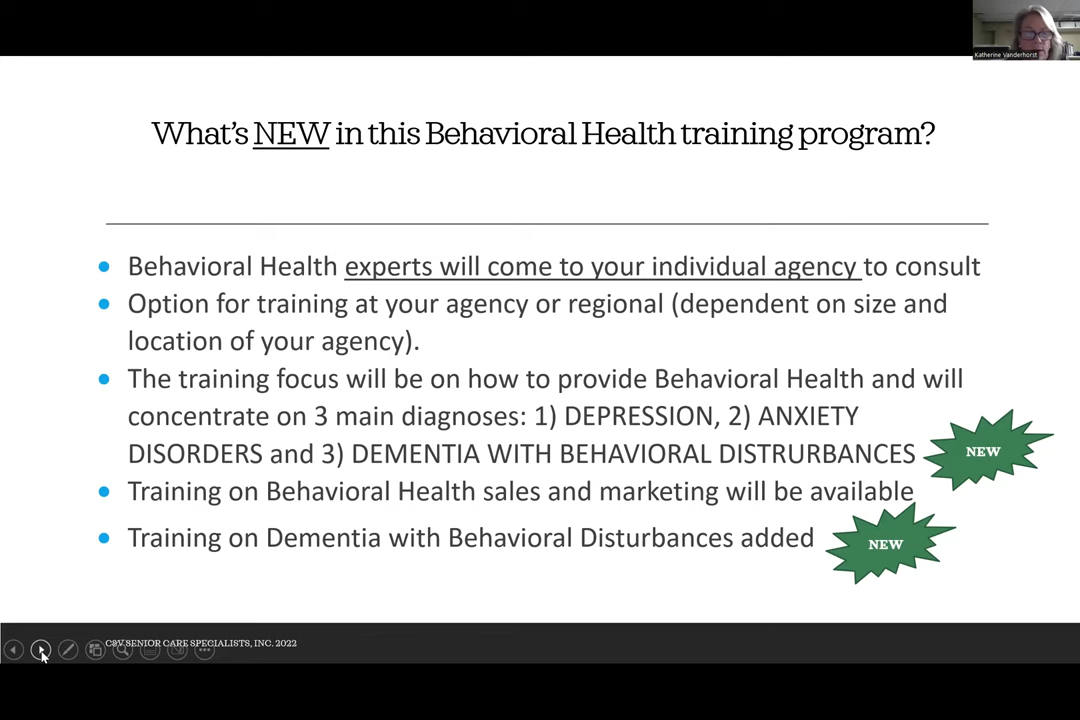 Katherine Vanderhorst
What's NEW in this Behavioral Health training program?
Behavioral Health experts will come to your individual agency to consult
Option for training at your agency or regional (dependent on size and
location of your agency).
The training focus will be on how to provide Behavioral Health and will
concentrate on 3 main diagnoses: 1) DEPRESSION, 2) ANXIETY
DISORDERS and 3) DEMENTIA WITH BEHAVIORAL DISTRURBANCES
NEW
Training on Behavioral Health sales and marketing will be available
Training on Dementia with Behavioral Disturbances added
NEW
C&V SENIOR CARE SPECIALISTS, INC. 2022